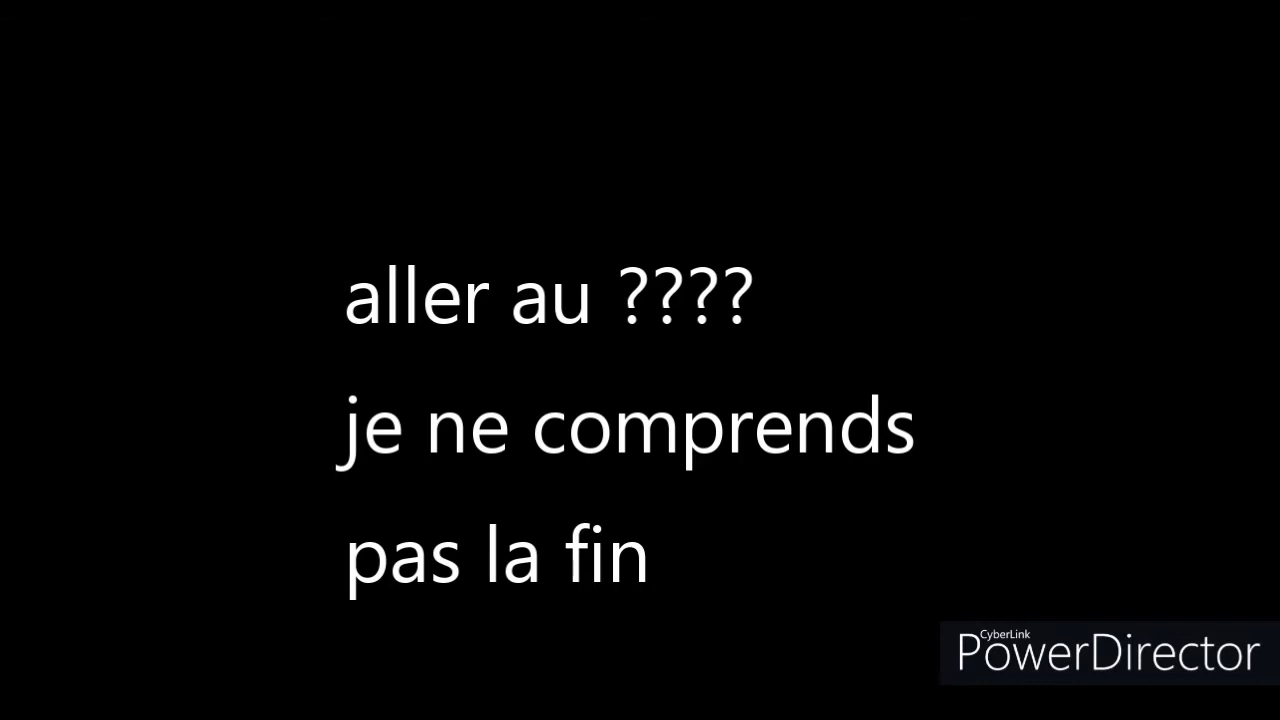 aller au ????
je ne comprends
pas la fin
CyberLink
PowerDirector